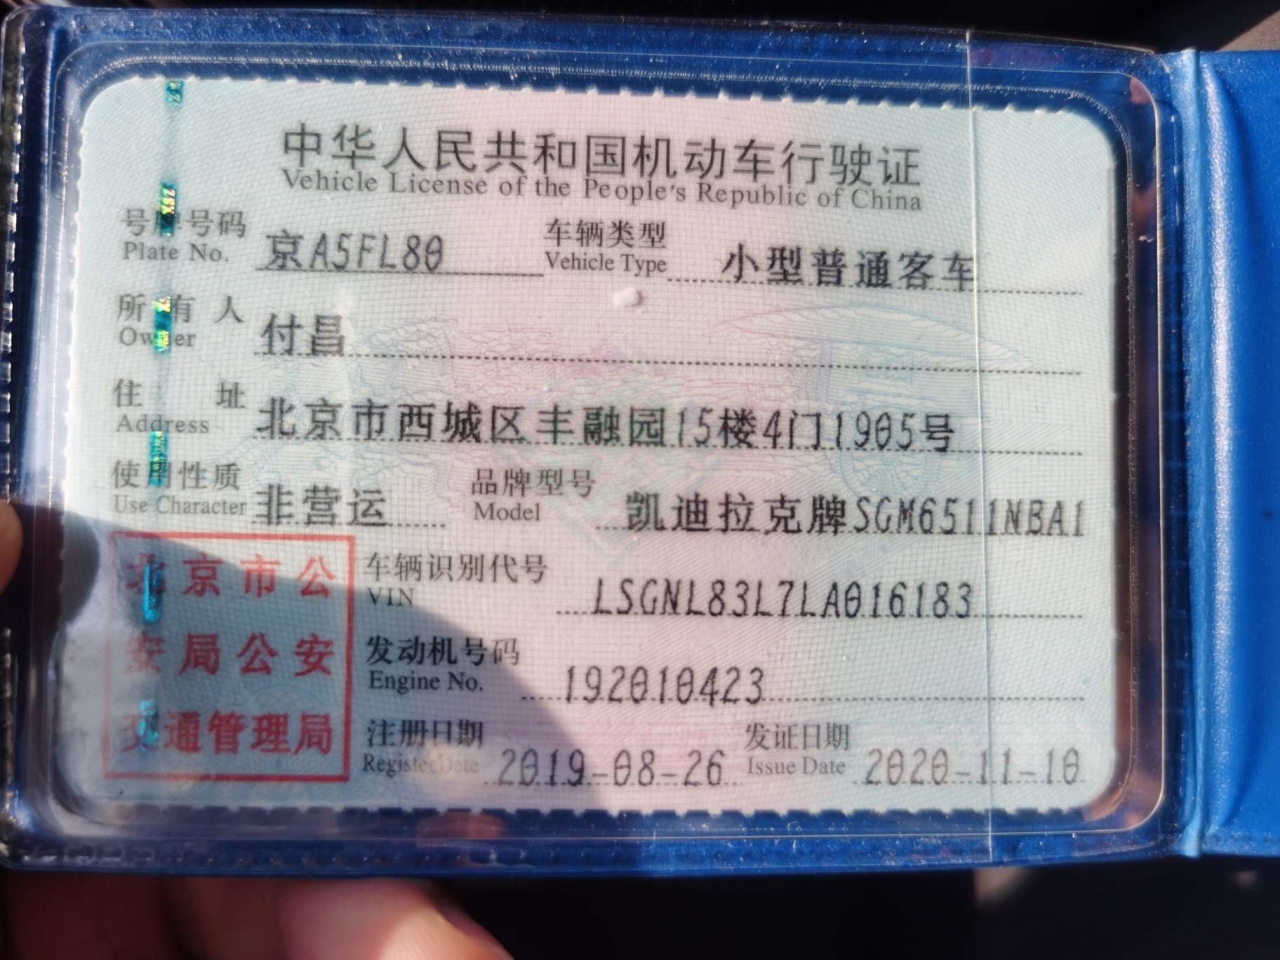 中华人民共和国机动车行驶证
Vehicle License of the People's Republic of China
号牌号码 京A5FL80 车辆类型 小型普通客车
Plate No. Vehicle Type
所有人 付昌
Owner
住址 北京市西城区丰融园15楼4门1905号
Address
使用性质 非营运 品牌型号 凯迪拉克牌SGM6511NBA1
Use Character Model
北京市公
安局公安
交通管理局
车辆识别代号 LSGNL83L7LA016183
VIN
发动机号码 192010423
Engine No.
注册日期 2019-08-26 发证日期 2020-11-10
Register Date Issue Date